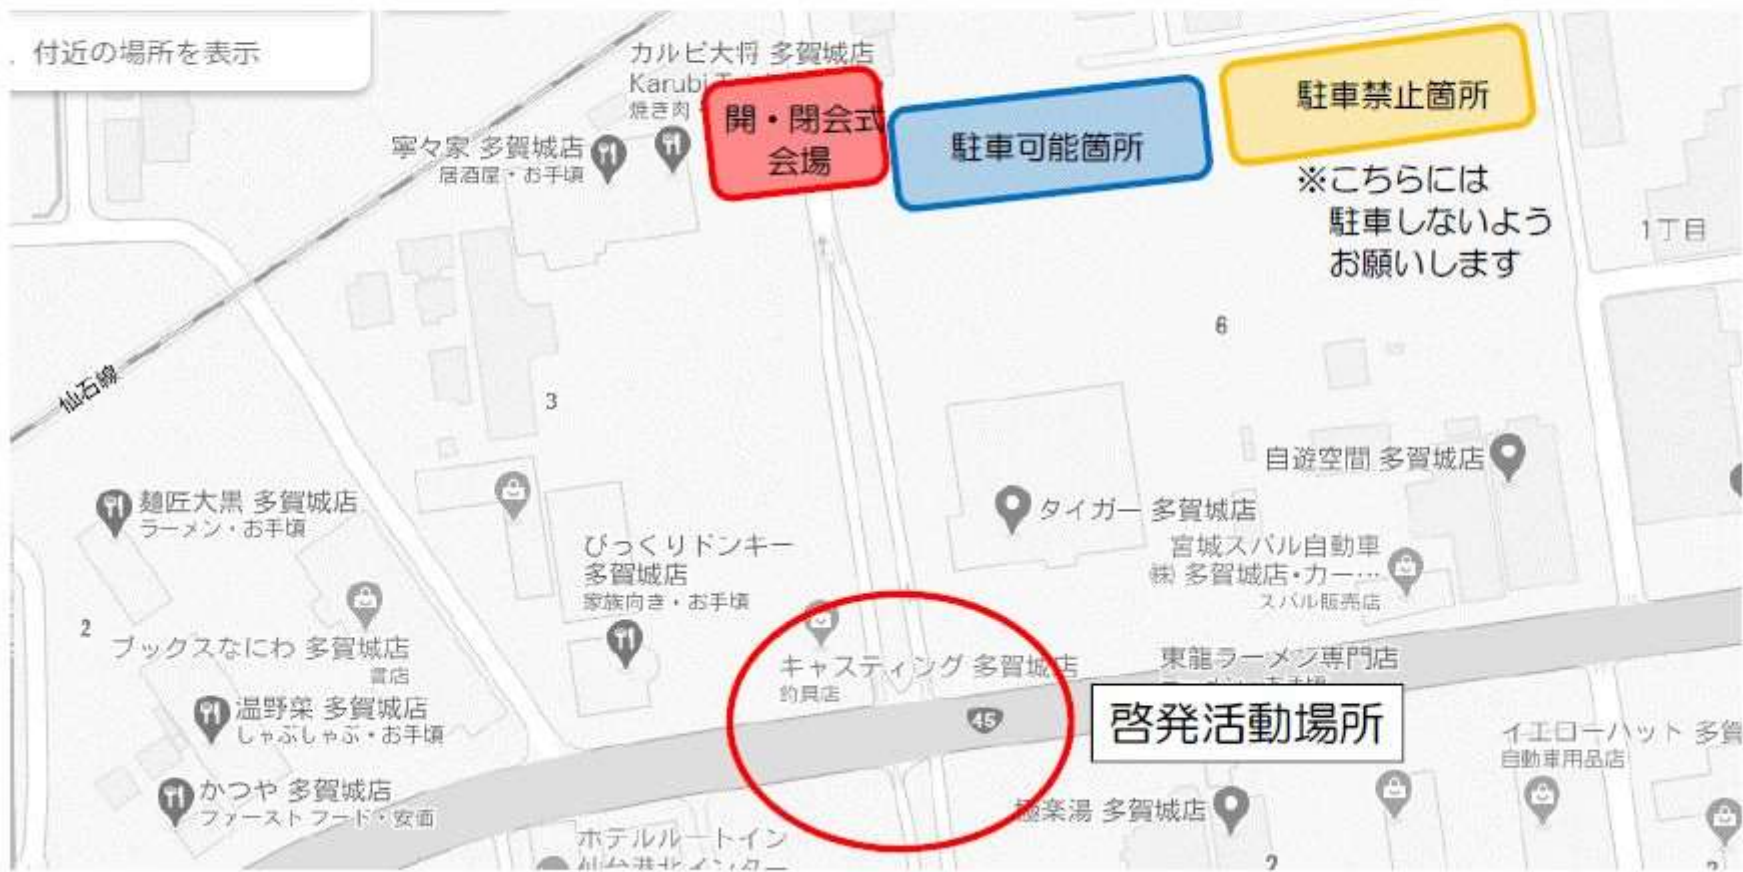 付近の場所を表示
カルビ大将 多賀城店
Karubi
焼き肉
開・閉会式
会場
駐車可能箇所
駐車禁止箇所
※こちらには
駐車しないよう
お願いします
寧々家 多賀城店
居酒屋・お手頃
1丁目
仙石線
6
3
自遊空間 多賀城店
麺匠大黒 多賀城店
ラーメン・お手頃
タイガー 多賀城店
びっくりドンキー
多賀城店
家族向き・お手頃
宮城スバル自動車
㈱ 多賀城店・カー…
スバル販売店
2
ブックスなにわ 多賀城店
書店
キャスティング 多賀城店
釣具店
東龍ラーメン専門店
温野菜 多賀城店
しゃぶしゃぶ・お手頃
45
啓発活動場所
イエローハット 多賀
自動車用品店
かつや 多賀城店
ファーストフード・安価
極楽湯 多賀城店
ホテルルートイン
仙台港北インター
2
2